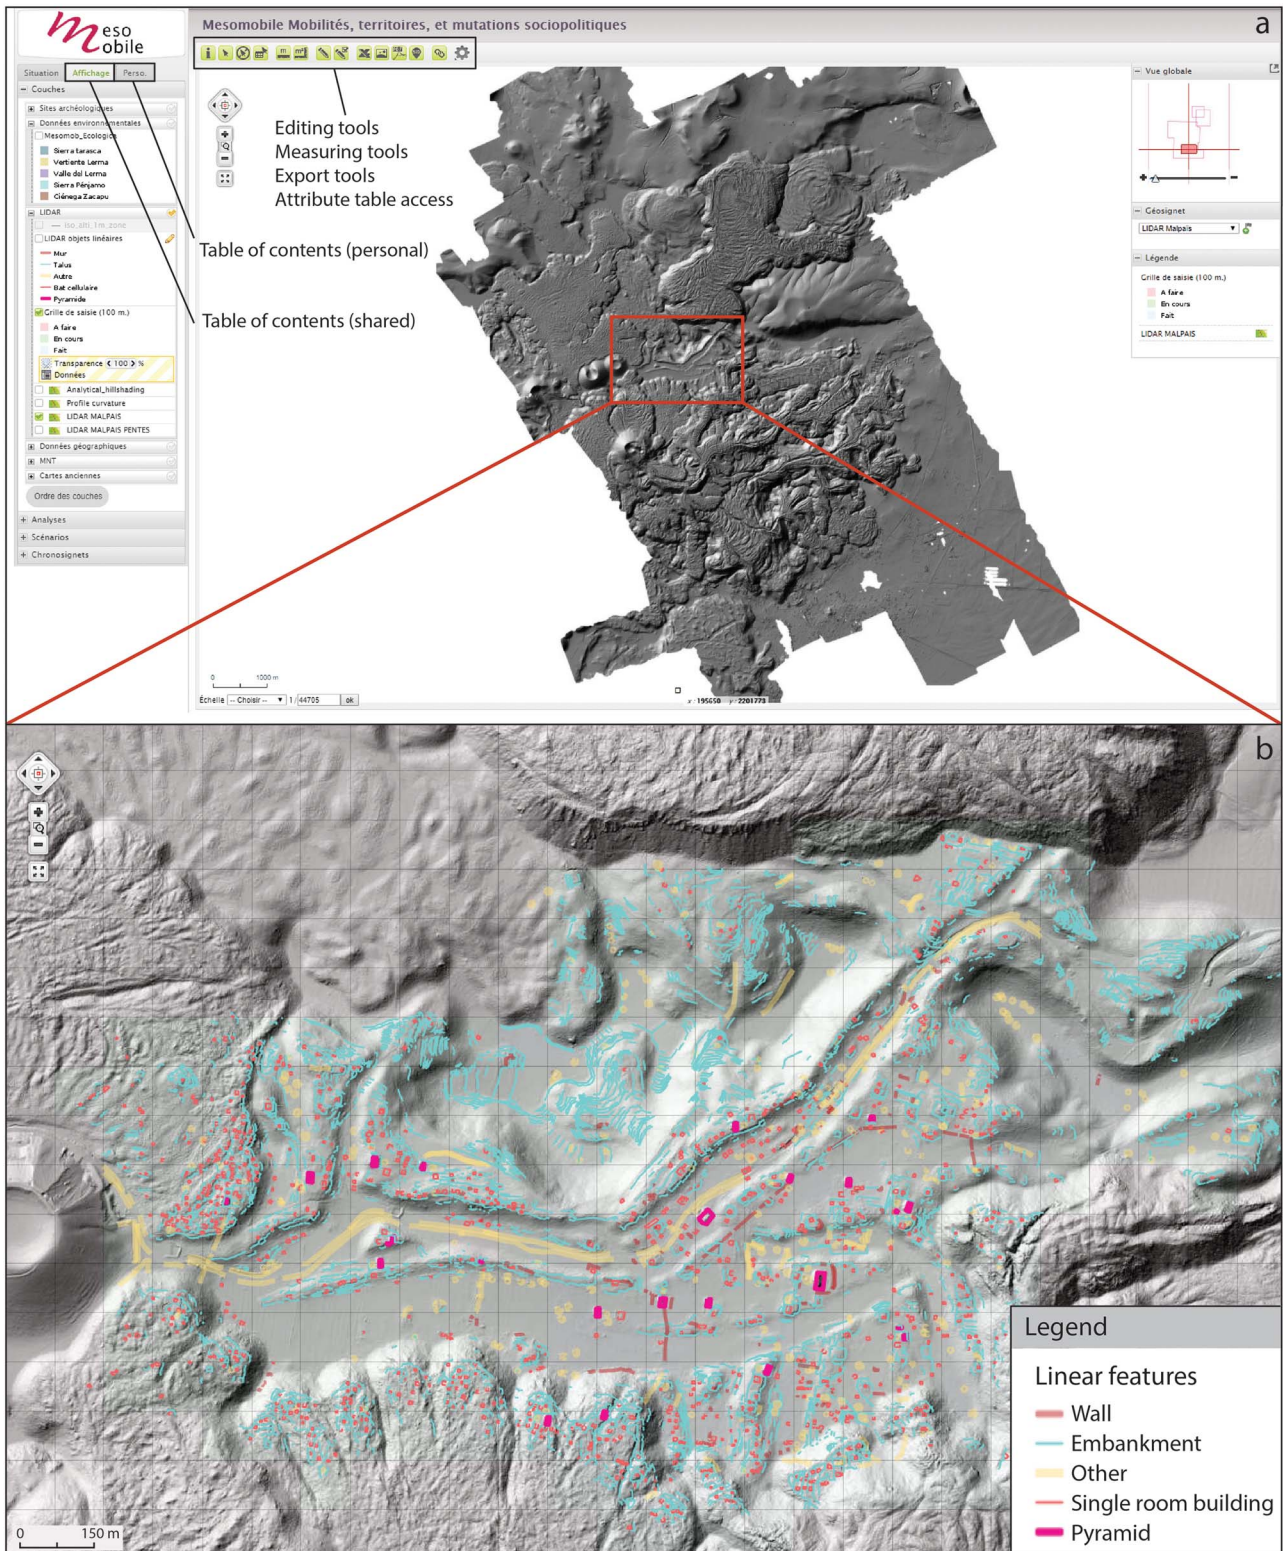 Meso
obile
Mesomobile Mobilités, territoires, et mutations sociopolitiques
a
Situation
Affichage
Perso.
Couches
Sites archéologiques
Données environnementales
Mesomob_Ecologica
Sierra tarasca
Vertiente Lerma
Valle del Lerma
Sierra Pénjamo
Ciénega Zacapu
LIDAR
LIDAR objets linéaires
Mur
Talus
Autre
Bat cellulaire
Pyramide
Grille de saisie (100 m.)
A faire
En cours
Fait
Transparence 100 %
Données
Analytical_hillshading
Profile curvature
LIDAR MALPAIS
LIDAR MALPAIS PENTES
Données géographiques
MNT
Cartes anciennes
Ordre des couches
Analyses
Scénarios
Chronosignets
Editing tools
Measuring tools
Export tools
Attribute table access
Table of contents (personal)
Table of contents (shared)
Vue globale
Géosignet
LIDAR Malpais
Légende
Grille de saisie (100 m.)
A faire
En cours
Fait
LIDAR MALPAIS
0 1000 m
Échelle -- Choisir -- 1 / 44705 ok
x : 195650 y : 2201773
b
0 150 m
Legend
Linear features
Wall
Embankment
Other
Single room building
Pyramid